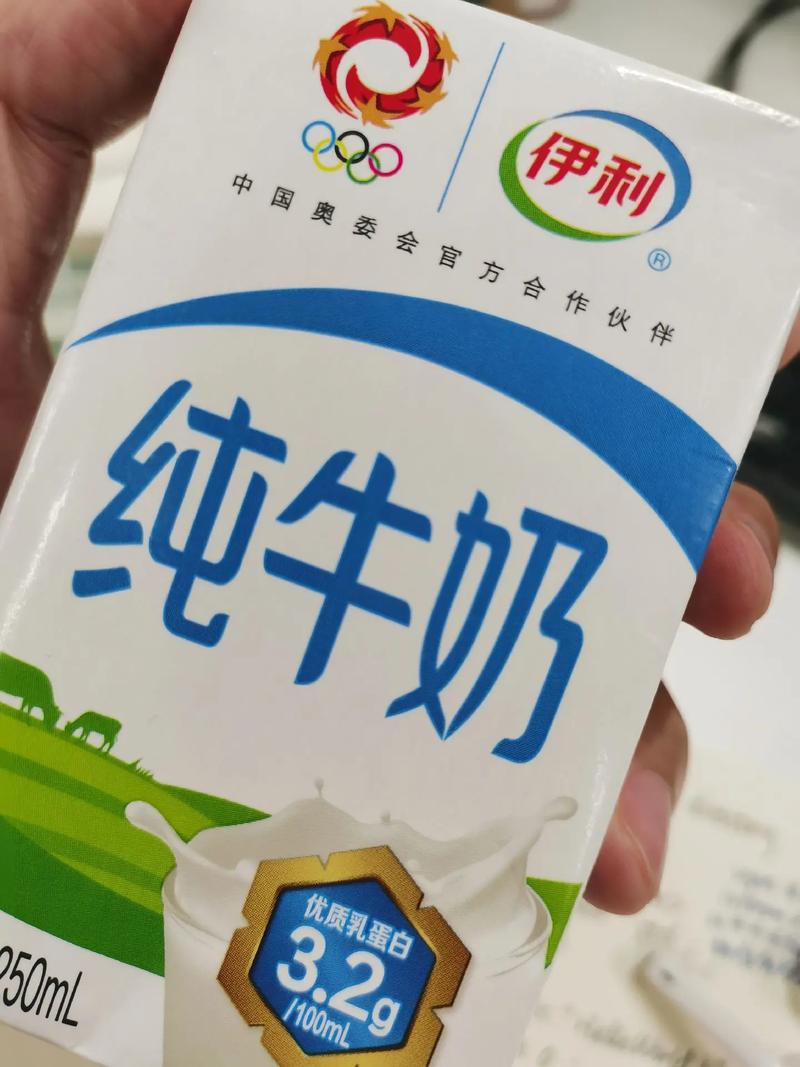 伊利
®
中国奥委会官方合作伙伴
纯牛奶
优质乳蛋白
3.2g
/100mL
250mL